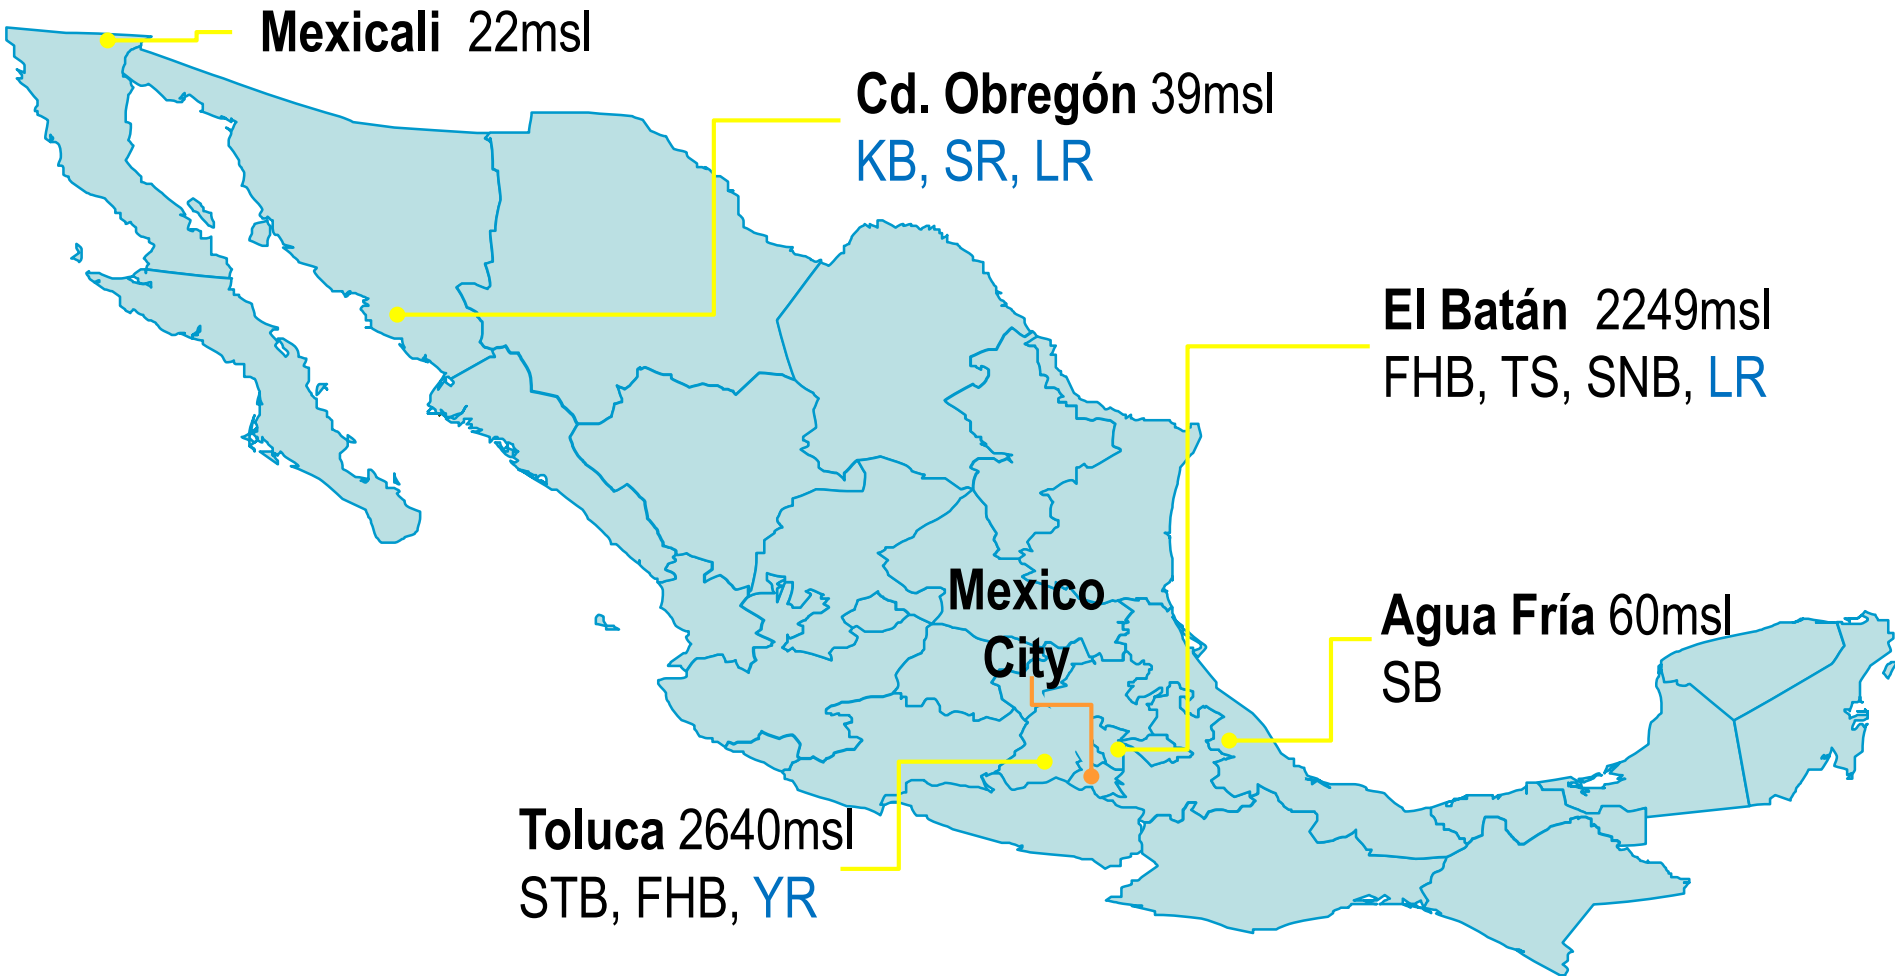 Mexicali 22msl
Cd. Obregón 39msl
KB, SR, LR
El Batán 2249msl
FHB, TS, SNB, LR
Mexico
City
Agua Fría 60msl
SB
Toluca 2640msl
STB, FHB, YR